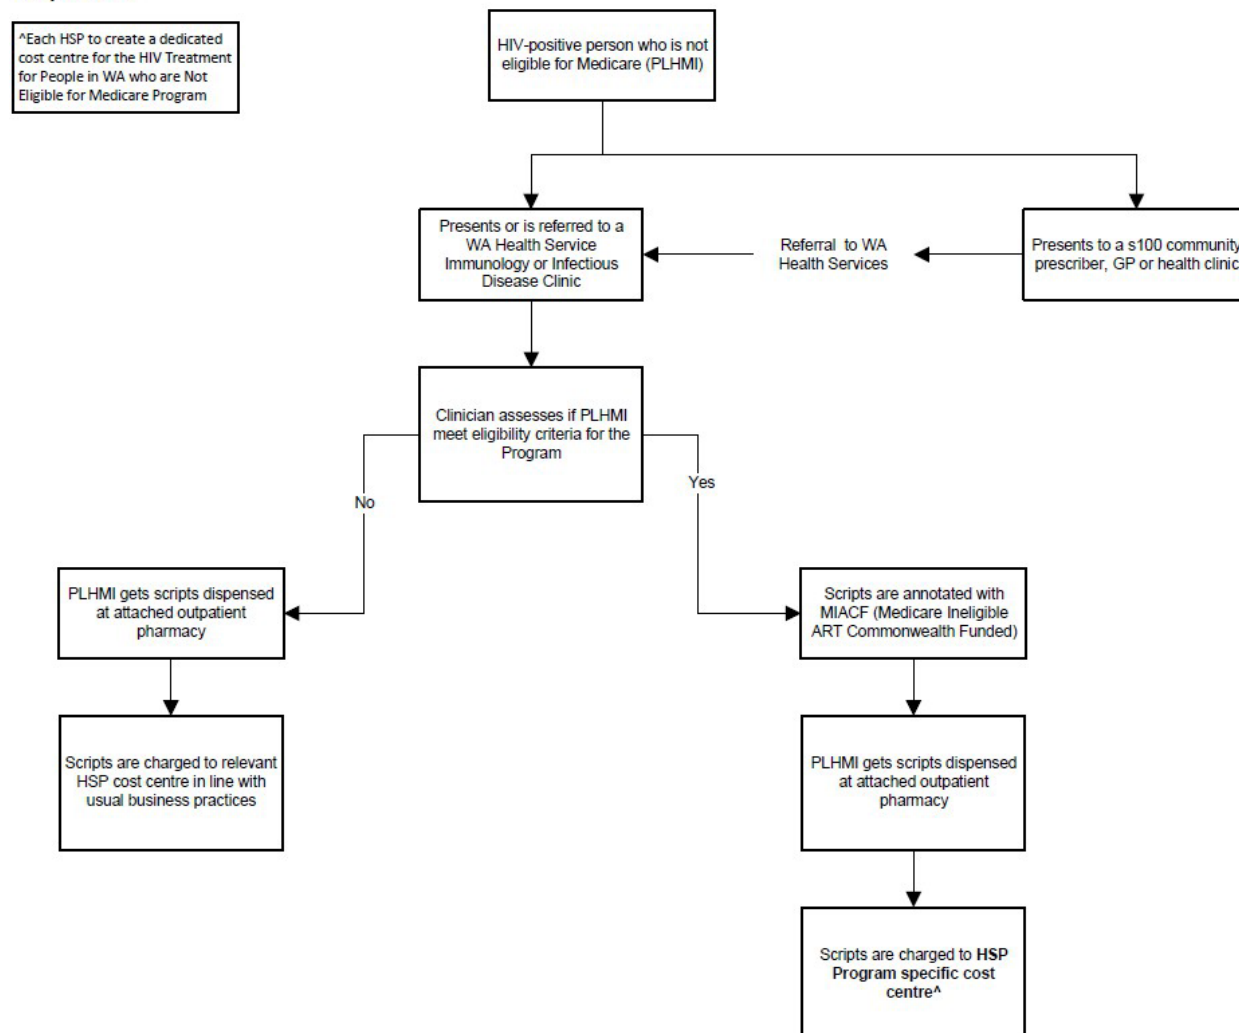 ^Each HSP to create a dedicated
cost centre for the HIV Treatment
for People in WA who are Not
Eligible for Medicare Program
HIV-positive person who is not
eligible for Medicare (PLHMI)
Presents or is referred to a
WA Health Service
Immunology or Infectious
Disease Clinic
Referral to WA
Health Services
Presents to a s100 community
prescriber, GP or health clinic
Clinician assesses if PLHMI
meet eligibility criteria for the
Program
No
Yes
PLHMI gets scripts dispensed
at attached outpatient
pharmacy
Scripts are annotated with
MIACF (Medicare Ineligible
ART Commonwealth Funded)
Scripts are charged to relevant
HSP cost centre in line with
usual business practices
PLHMI gets scripts dispensed
at attached outpatient
pharmacy
Scripts are charged to HSP
Program specific cost
centre^